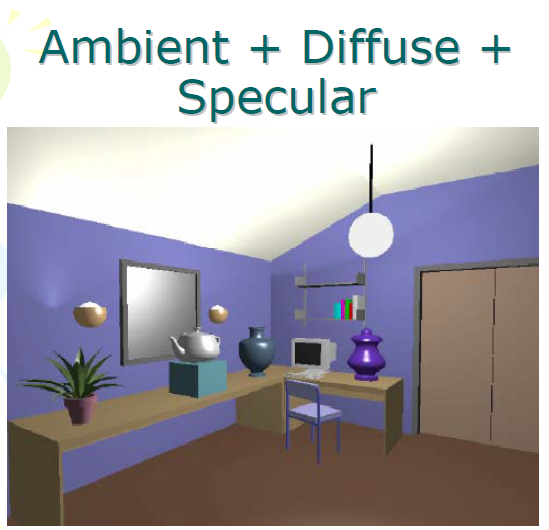 Ambient + Diffuse +
Specular